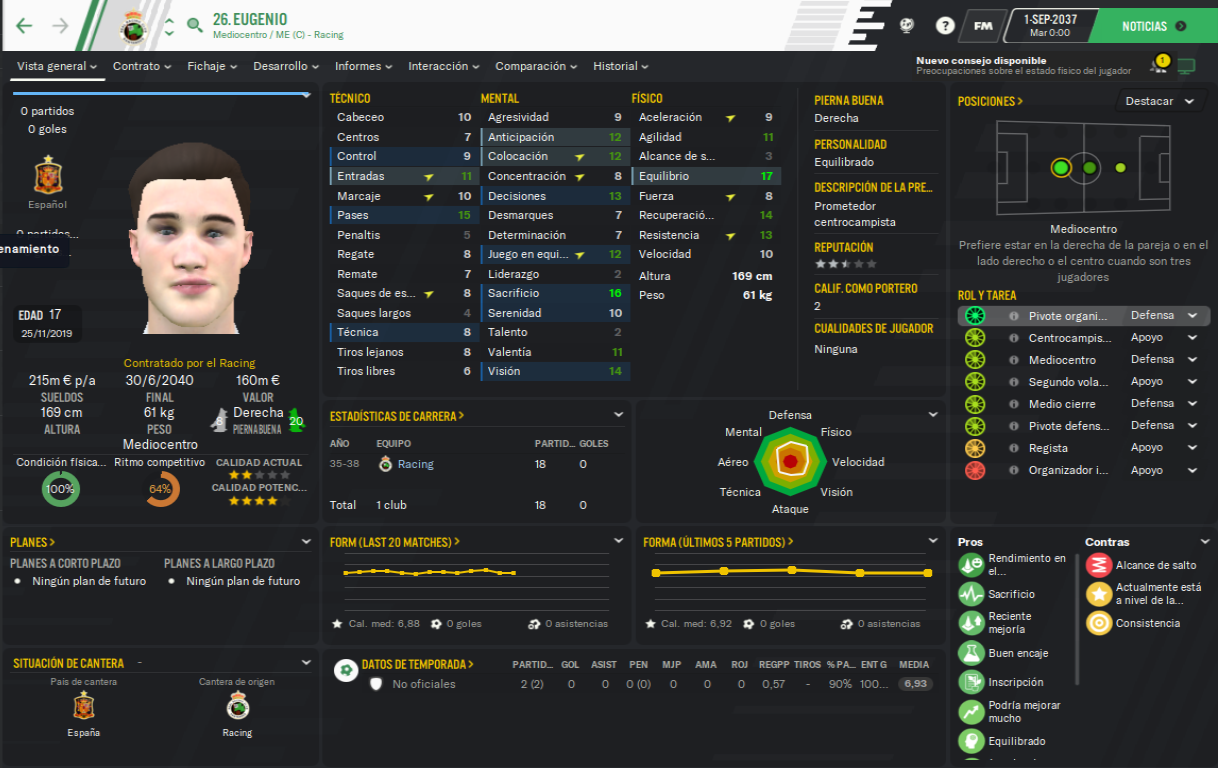 26. EUGENIO
Mediocentro / ME (C) - Racing
?
FM
1-SEP-2037
Mar 0:00
NOTICIAS
Vista general
Contrato
Fichaje
Desarrollo
Informes
Interacción
Comparación
Historial
Nuevo consejo disponible
Preocupaciones sobre el estado físico del jugador
1
0 partidos
0 goles
Español
0 partidos...
enamiento
EDAD 17
25/11/2019
Contratado por el Racing
215m € p/a
SUELDOS
30/6/2040
FINAL
160m €
VALOR
169 cm
ALTURA
61 kg
PESO
8
Derecha
PIERNA BUENA
20
Mediocentro
Condición física...
100%
Ritmo competitivo
64%
CALIDAD ACTUAL
CALIDAD POTENC...
TÉCNICO
Cabeceo 10
Centros 7
Control 9
Entradas 11
Marcaje 10
Pases 15
Penaltis 5
Regate 8
Remate 7
Saques de es... 8
Saques largos 4
Técnica 8
Tiros lejanos 8
Tiros libres 6
MENTAL
Agresividad 9
Anticipación 12
Colocación 12
Concentración 8
Decisiones 13
Desmarques 7
Determinación 7
Juego en equi... 12
Liderazgo 2
Sacrificio 16
Serenidad 10
Talento 2
Valentía 11
Visión 14
FÍSICO
Aceleración 9
Agilidad 11
Alcance de s... 3
Equilibrio 17
Fuerza 8
Recuperació... 14
Resistencia 13
Velocidad 10
Altura 169 cm
Peso 61 kg
PIERNA BUENA
Derecha
PERSONALIDAD
Equilibrado
DESCRIPCIÓN DE LA PRE...
Prometedor
centrocampista
REPUTACIÓN
CALIF. COMO PORTERO
2
CUALIDADES DE JUGADOR
Ninguna
POSICIONES >
Destacar
Mediocentro
Prefiere estar en la derecha de la pareja o en el
lado derecho o el centro cuando son tres
jugadores
ROL Y TAREA
Pivote organi... Defensa
Centrocampis... Apoyo
Mediocentro Defensa
Segundo vola... Apoyo
Medio cierre Defensa
Pivote defens... Defensa
Regista Apoyo
Organizador i... Apoyo
ESTADÍSTICAS DE CARRERA >
AÑO EQUIPO PARTID... GOLES
35-38 Racing 18 0
Total 1 club 18 0
Defensa
Mental Físico
Aéreo Velocidad
Técnica Visión
Ataque
PLANES >
PLANES A CORTO PLAZO
Ningún plan de futuro
PLANES A LARGO PLAZO
Ningún plan de futuro
FORM (LAST 20 MATCHES) >
Cal. med: 6,88 0 goles 0 asistencias
FORMA (ÚLTIMOS 5 PARTIDOS) >
Cal. med: 6,92 0 goles 0 asistencias
Pros
Rendimiento en
el...
Sacrificio
Reciente
mejoría
Buen encaje
Inscripción
Podría mejorar
mucho
Equilibrado
Contras
Alcance de salto
Actualmente está
a nivel de la...
Consistencia
SITUACIÓN DE CANTERA -
País de cantera
España
Cantera de origen
Racing
DATOS DE TEMPORADA >
PARTID... GOL ASIST PEN MJP AMA ROJ REGPP TIROS % PA... ENT G MEDIA
No oficiales 2 (2) 0 0 0 (0) 0 0 0 0,57 - 90% 100... 6,93